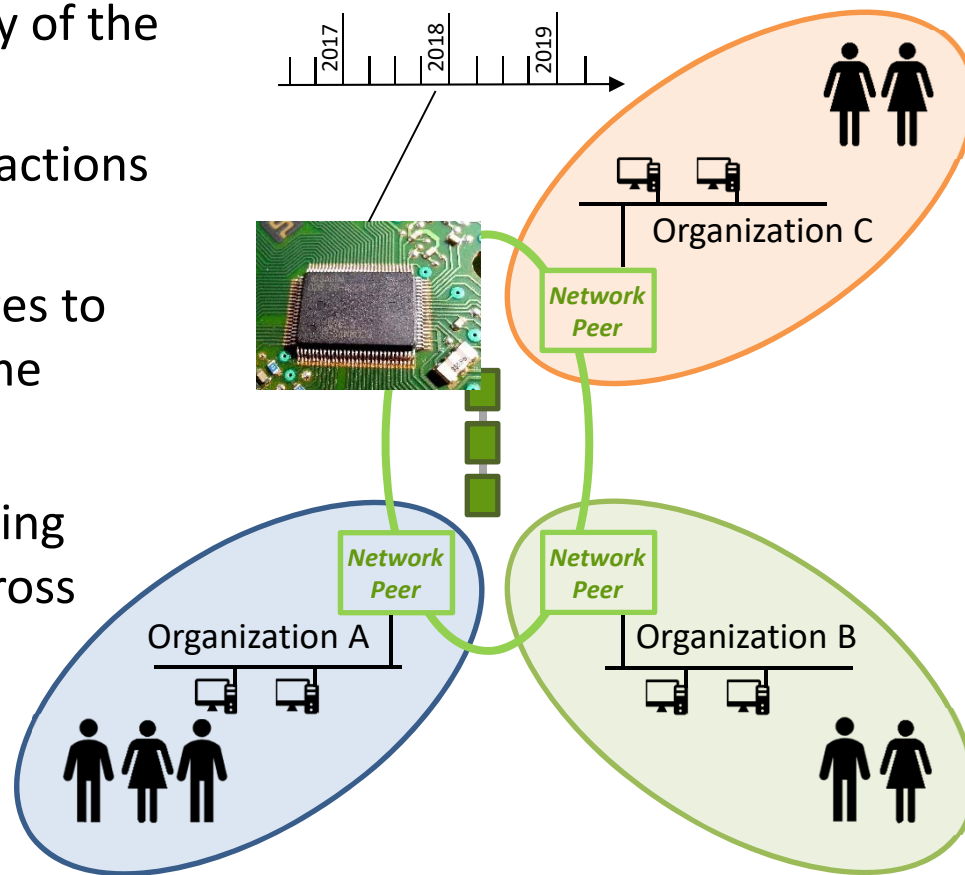 y of the
actions
es to
ne
ing
ross
2017
2018
2019
Organization C
Network
Peer
Network
Peer
Organization A
Network
Peer
Organization B